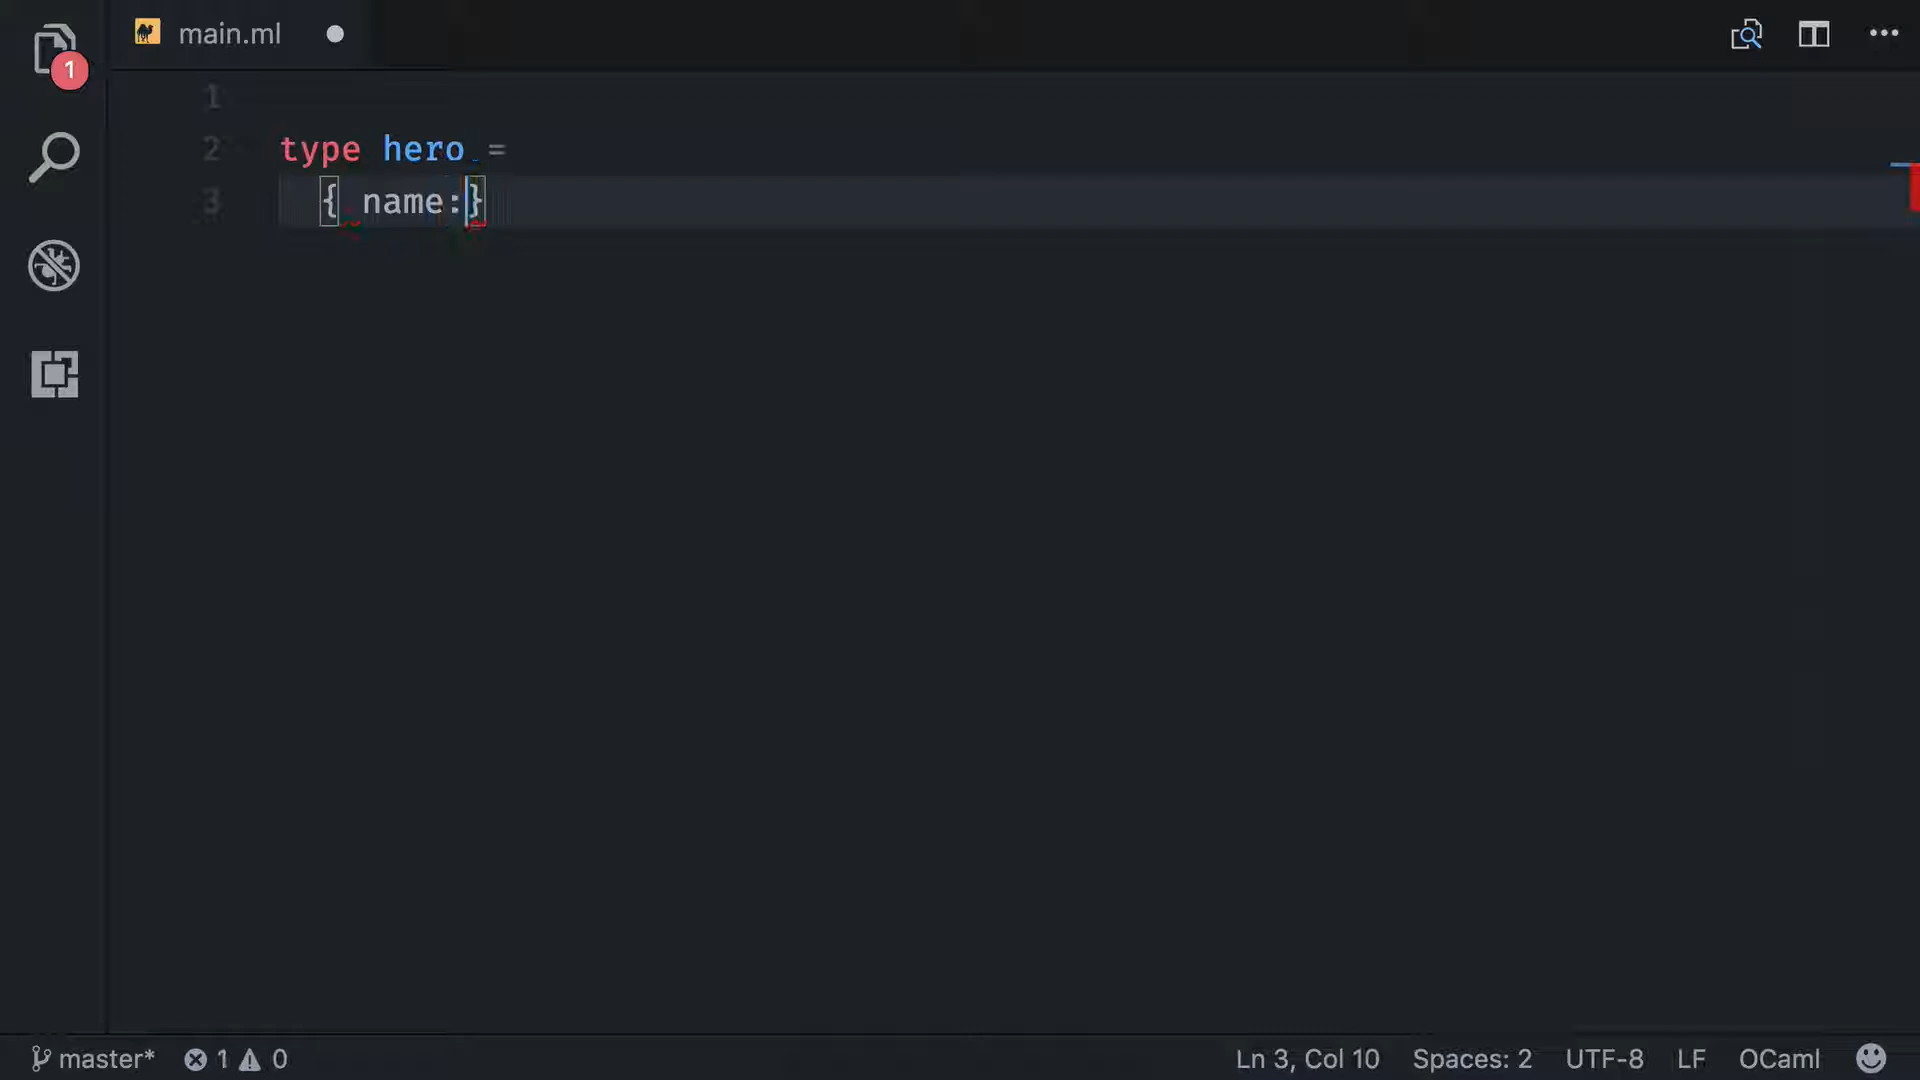 main.ml
1
1
2 type hero =
3 { name:}
master* 1 0 Ln 3, Col 10 Spaces: 2 UTF-8 LF OCaml